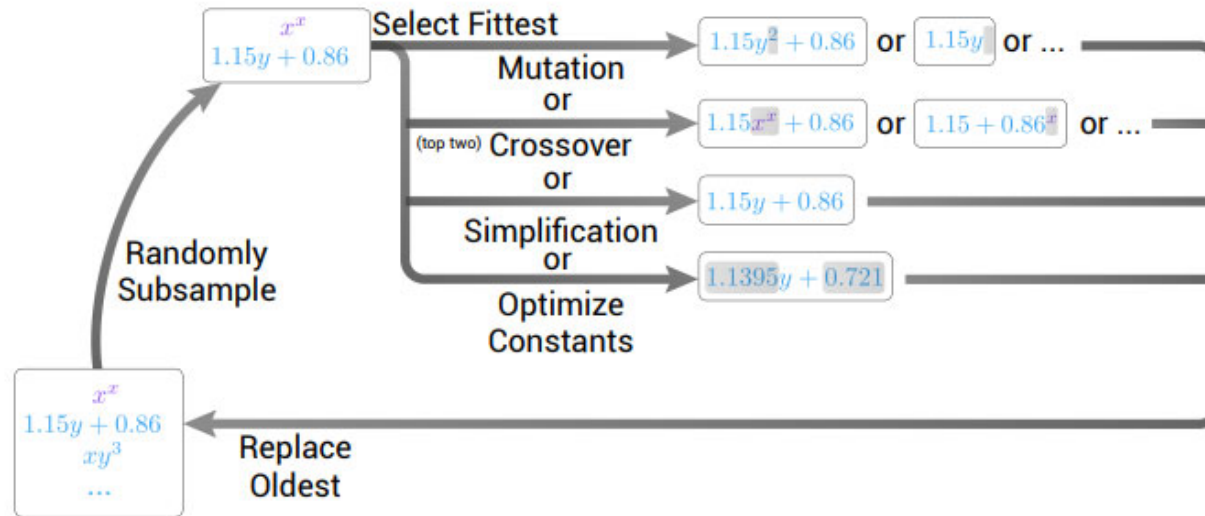 x^x
1.15y + 0.86
Select Fittest
Mutation
or
(top two) Crossover
or
Simplification
or
Optimize
Constants
1.15y^2 + 0.86 or 1.15y or ...
1.15x^x + 0.86 or 1.15 + 0.86^x or ...
1.15y + 0.86
1.1395y + 0.721
Randomly
Subsample
x^x
1.15y + 0.86
xy^3
...
Replace
Oldest